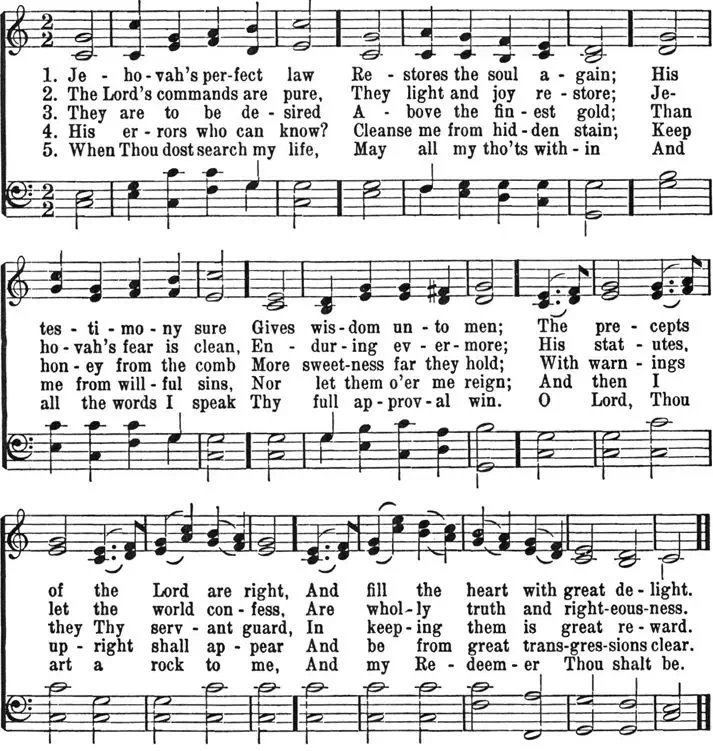 1. Je - ho - vah's per - fect law Re - stores the soul a - gain; His
2. The Lord's commands are pure, They light and joy re - store; Je-
3. They are to be de - sired A - bove the fin - est gold; Than
4. His er - rors who can know? Cleanse me from hid - den stain; Keep
5. When Thou dost search my life, May all my tho'ts with - in And
tes - ti - mo - ny sure Gives wis - dom un - to men; The pre - cepts
ho - vah's fear is clean, En - dur - ing ev - er - more; His stat - utes,
hon - ey from the comb More sweet - ness far they hold; With warn - ings
me from will - ful sins, Nor let them o'er me reign; And then I
all the words I speak Thy full ap - prov - al win. O Lord, Thou
of the Lord are right, And fill the heart with great de - light.
let the world con - fess, Are whol - ly truth and right - eous - ness.
they Thy serv - ant guard, In keep - ing them is great re - ward.
up - right shall ap - pear And be from great trans - gres - sions clear.
art a rock to me, And my Re - deem - er Thou shalt be.